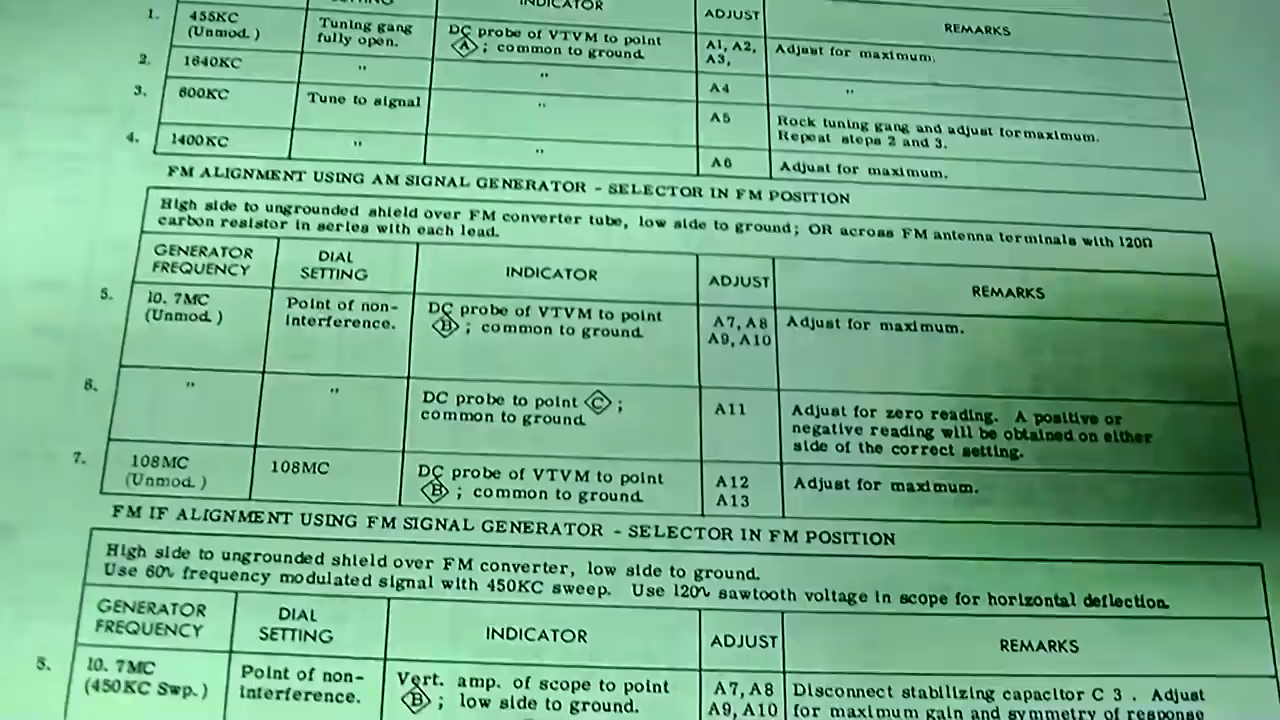 INDICATOR
ADJUST
REMARKS
1. 455KC (Unmod.) Tuning gang fully open. DC probe of VTVM to point A ; common to ground. A1, A2, A3, Adjust for maximum.
2. 1640KC " " A4 "
3. 600KC Tune to signal " A5 Rock tuning gang and adjust for maximum. Repeat steps 2 and 3.
4. 1400KC " " A6 Adjust for maximum.
FM ALIGNMENT USING AM SIGNAL GENERATOR - SELECTOR IN FM POSITION
High side to ungrounded shield over FM converter tube, low side to ground; OR across FM antenna terminals with 120Ω
carbon resistor in series with each lead.
GENERATOR FREQUENCY DIAL SETTING INDICATOR ADJUST REMARKS
5. 10.7MC (Unmod.) Point of non-interference. DC probe of VTVM to point B ; common to ground. A7, A8 A9, A10 Adjust for maximum.
6. " " DC probe to point C ; common to ground. A11 Adjust for zero reading. A positive or negative reading will be obtained on either side of the correct setting.
7. 108MC (Unmod.) 108MC DC probe of VTVM to point B ; common to ground. A12 A13 Adjust for maximum.
FM IF ALIGNMENT USING FM SIGNAL GENERATOR - SELECTOR IN FM POSITION
High side to ungrounded shield over FM converter, low side to ground.
Use 60∿ frequency modulated signal with 450KC sweep. Use 120∿ sawtooth voltage in scope for horizontal deflection.
GENERATOR FREQUENCY DIAL SETTING INDICATOR ADJUST REMARKS
5. 10.7MC (450KC Swp.) Point of non-interference. Vert. amp. of scope to point B ; low side to ground. A7, A8 A9, A10 Disconnect stabilizing capacitor C 3 . Adjust for maximum gain and symmetry of response